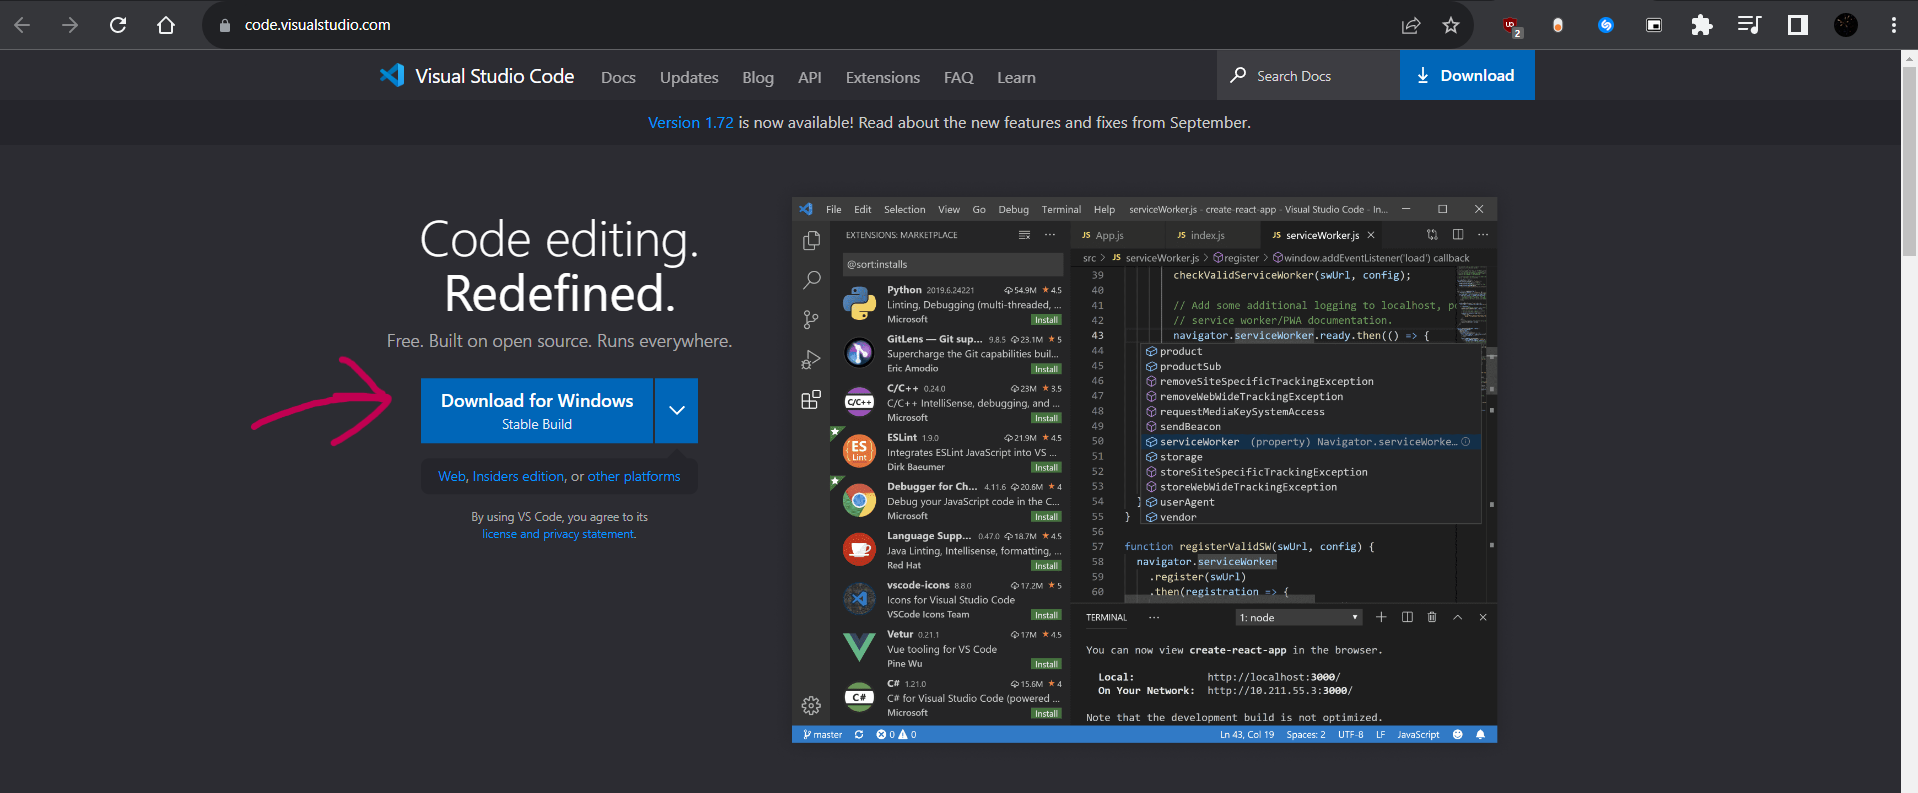 code.visualstudio.com
2
Visual Studio Code Docs Updates Blog API Extensions FAQ Learn
Search Docs
Download
Version 1.72 is now available! Read about the new features and fixes from September.
Code editing.
Redefined.
Free. Built on open source. Runs everywhere.
Download for Windows
Stable Build
Web, Insiders edition, or other platforms
By using VS Code, you agree to its
license and privacy statement.
File Edit Selection View Go Debug Terminal Help serviceWorker.js - create-react-app - Visual Studio Code - In...
EXTENSIONS: MARKETPLACE
@sort:installs
Python 2019.6.24221 54.9M ★ 4.5
Linting, Debugging (multi-threaded, ...
Microsoft Install
GitLens — Git sup... 9.8.5 23.1M ★ 5
Supercharge the Git capabilities buil...
Eric Amodio Install
C/C++ 0.24.0 23M ★ 3.5
C/C++ IntelliSense, debugging, and ...
Microsoft Install
ESLint 1.9.0 21.9M ★ 4.5
Integrates ESLint JavaScript into VS ...
Dirk Baeumer Install
Debugger for Ch... 4.11.6 20.6M ★ 4
Debug your JavaScript code in the C...
Microsoft Install
Language Supp... 0.47.0 18.7M ★ 4.5
Java Linting, Intellisense, formatting, ...
Red Hat Install
vscode-icons 8.8.0 17.2M ★ 5
Icons for Visual Studio Code
VSCode Icons Team Install
Vetur 0.21.1 17M ★ 4.5
Vue tooling for VS Code
Pine Wu Install
C# 1.21.0 15.6M ★ 4
C# for Visual Studio Code (powered ...
Microsoft Install
C/C++
ES
Lint
C#
JS App.js JS index.js JS serviceWorker.js
src > JS serviceWorker.js > register > window.addEventListener('load') callback
39 checkValidServiceWorker(swUrl, config);
40
41 // Add some additional logging to localhost, po
42 // service worker/PWA documentation.
43 navigator.serviceWorker.ready.then(() => {
44 product
45 productSub
46 removeSiteSpecificTrackingException
47 removeWebWideTrackingException
48 requestMediaKeySystemAccess
49 sendBeacon
50 serviceWorker (property) Navigator.serviceWorke...
51 storage
52 storeSiteSpecificTrackingException
53 storeWebWideTrackingException
54 } userAgent
55 } vendor
56
57 function registerValidSW(swUrl, config) {
58 navigator.serviceWorker
59 .register(swUrl)
60 .then(registration => {
TERMINAL ... 1: node
You can now view create-react-app in the browser.
Local: http://localhost:3000/
On Your Network: http://10.211.55.3:3000/
Note that the development build is not optimized.
master 0 0 Ln 43, Col 19 Spaces: 2 UTF-8 LF JavaScript